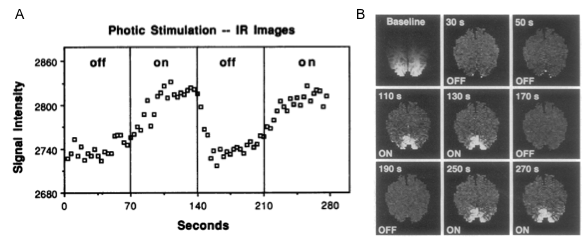 A
Photic Stimulation -- IR Images
off on off on
Signal Intensity
2860
2800
2740
2680
0 70 140 210 280
Seconds
B
Baseline 30 s 50 s
OFF OFF
110 s 130 s 170 s
ON ON OFF
190 s 250 s 270 s
OFF ON ON